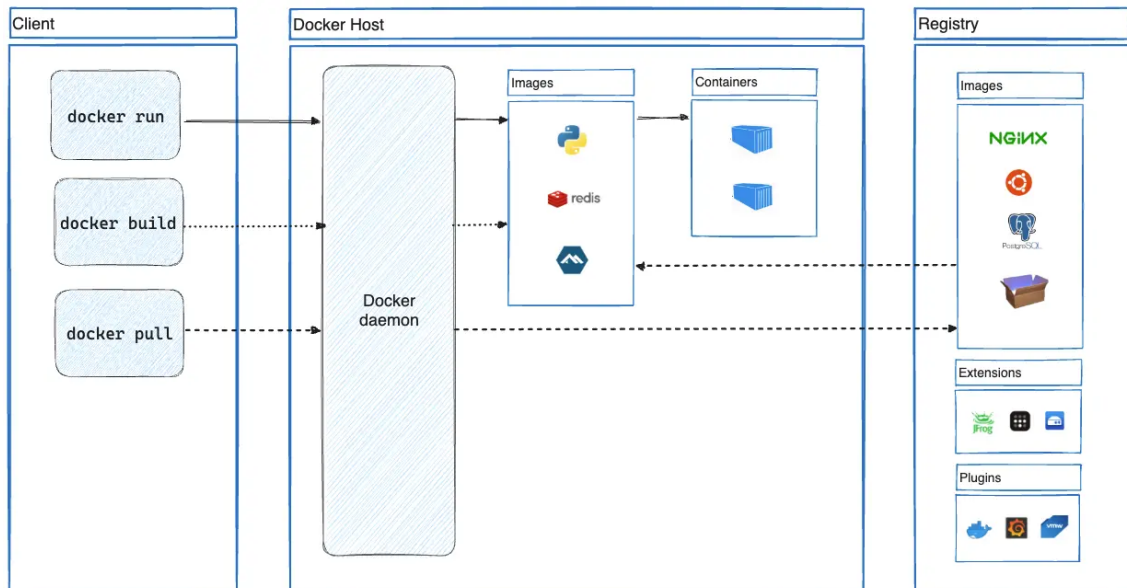 Client
docker run
docker build
docker pull
Docker Host
Docker
daemon
Images
redis
Containers
Registry
Images
NGINX
PostgreSQL
Extensions
JFrog
Plugins
vmw